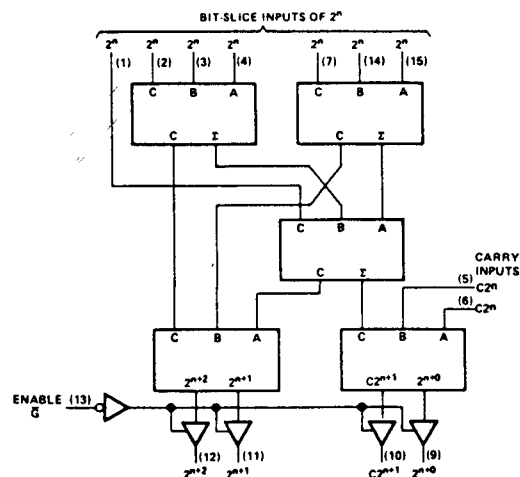 BIT-SLICE INPUTS OF 2ⁿ
2ⁿ 2ⁿ 2ⁿ 2ⁿ 2ⁿ 2ⁿ 2ⁿ
(1) (2) (3) (4) (7) (14) (15)
C B A C B A
C Σ C Σ
C B A
C Σ
CARRY
INPUTS
(5) C2ⁿ
(6) C2ⁿ
C B A C B A
2ⁿ⁺² 2ⁿ⁺¹ C2ⁿ⁺¹ 2ⁿ⁺⁰
ENABLE (13)
G̅
(12) (11) (10) (9)
2ⁿ⁺² 2ⁿ⁺¹ C2ⁿ⁺¹ 2ⁿ⁺⁰